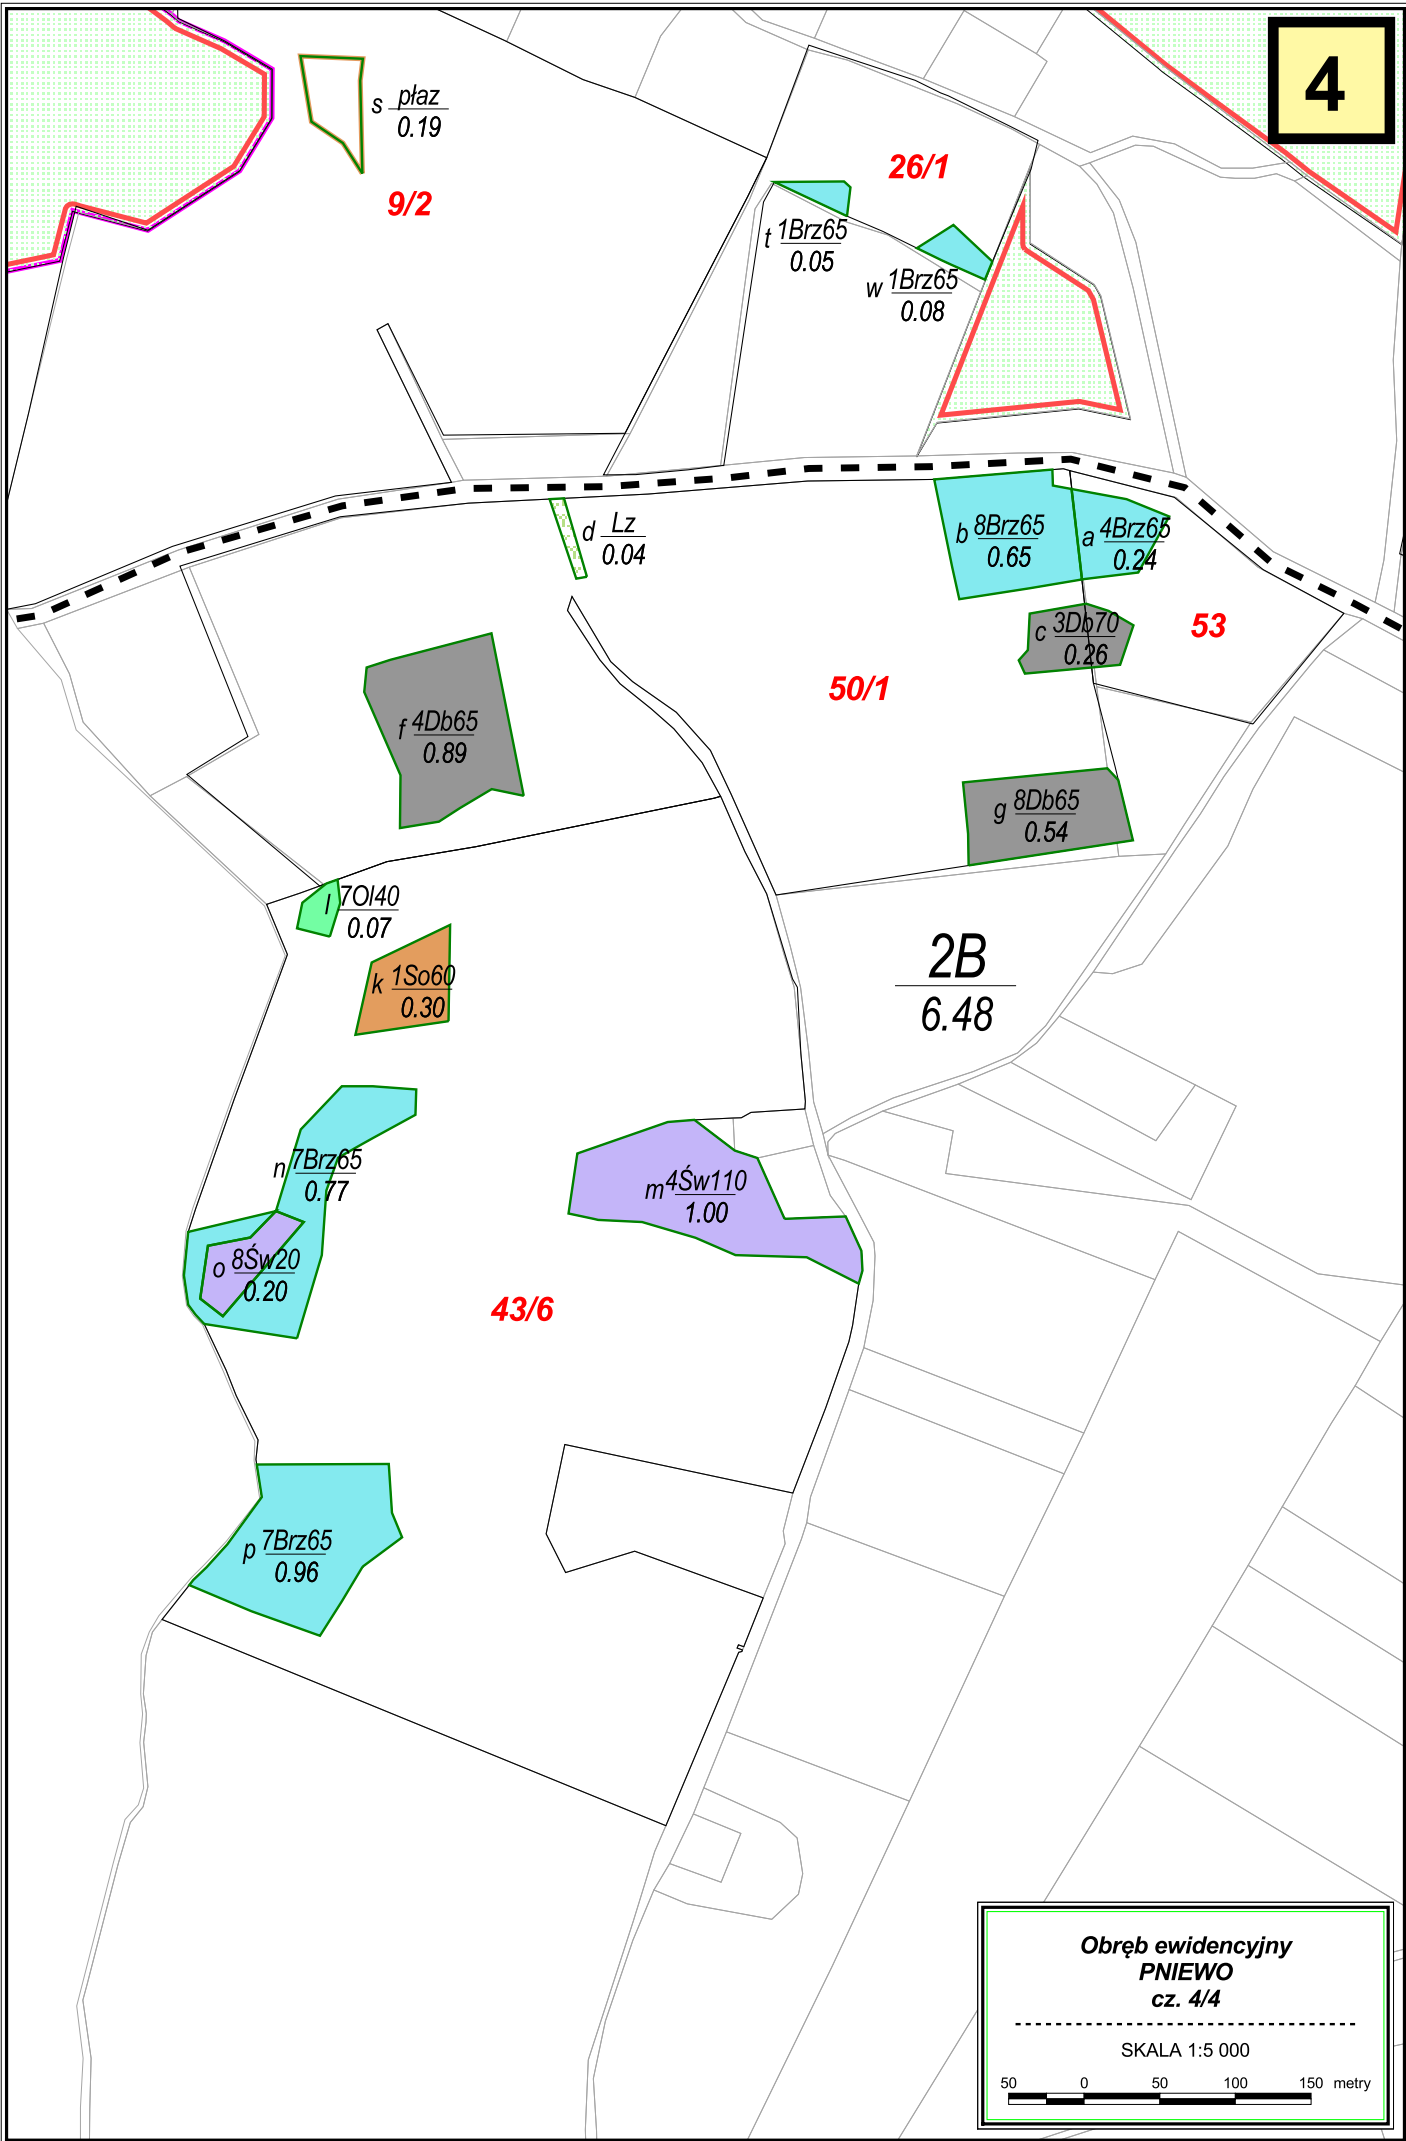 4
s płaz
0.19
9/2
26/1
t 1Brz65
0.05
w 1Brz65
0.08
d Lz
0.04
b 8Brz65
0.65
a 4Brz65
0.24
c 3Db70
0.26
53
50/1
f 4Db65
0.89
g 8Db65
0.54
l 7Ol40
0.07
k 1So60
0.30
2B
6.48
n 7Brz65
0.77
m 4Św110
1.00
o 8Św20
0.20
43/6
p 7Brz65
0.96
Obręb ewidencyjny
PNIEWO
cz. 4/4
SKALA 1:5 000
50 0 50 100 150 metry